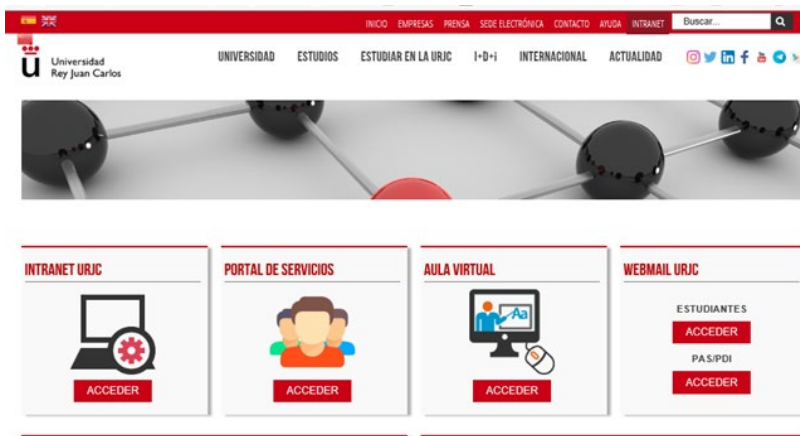 INICIO EMPRESAS PRENSA SEDE ELECTRÓNICA CONTACTO AYUDA INTRANET Buscar...
Universidad
Rey Juan Carlos
UNIVERSIDAD ESTUDIOS ESTUDIAR EN LA URJC I+D+i INTERNACIONAL ACTUALIDAD
INTRANET URJC
ACCEDER
PORTAL DE SERVICIOS
ACCEDER
AULA VIRTUAL
Aa
ACCEDER
WEBMAIL URJC
ESTUDIANTES
ACCEDER
PAS/PDI
ACCEDER